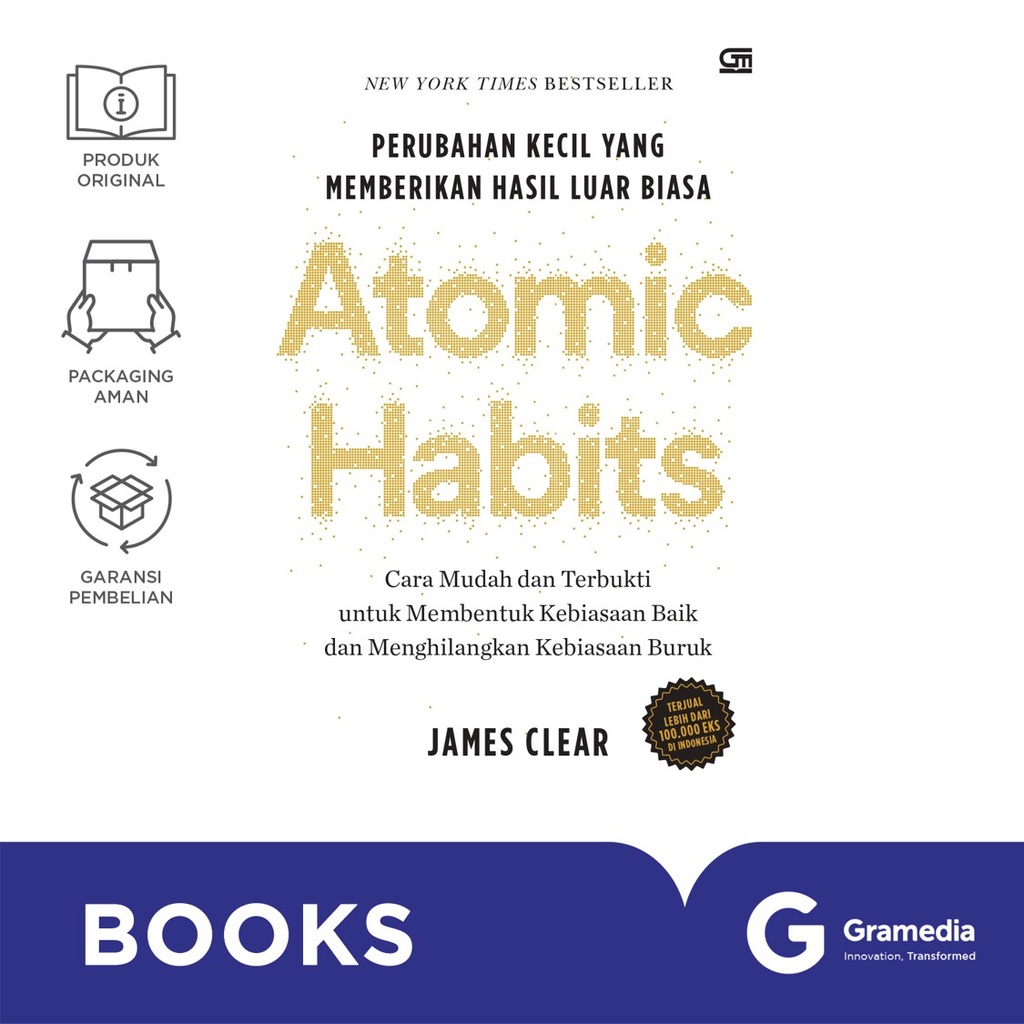 PRODUK
ORIGINAL
PACKAGING
AMAN
GARANSI
PEMBELIAN
GM
NEW YORK TIMES BESTSELLER
PERUBAHAN KECIL YANG
MEMBERIKAN HASIL LUAR BIASA
Atomic
Habits
Cara Mudah dan Terbukti
untuk Membentuk Kebiasaan Baik
dan Menghilangkan Kebiasaan Buruk
JAMES CLEAR
TERJUAL
LEBIH DARI
100.000 EKS
DI INDONESIA
BOOKS
G Gramedia
Innovation, Transformed